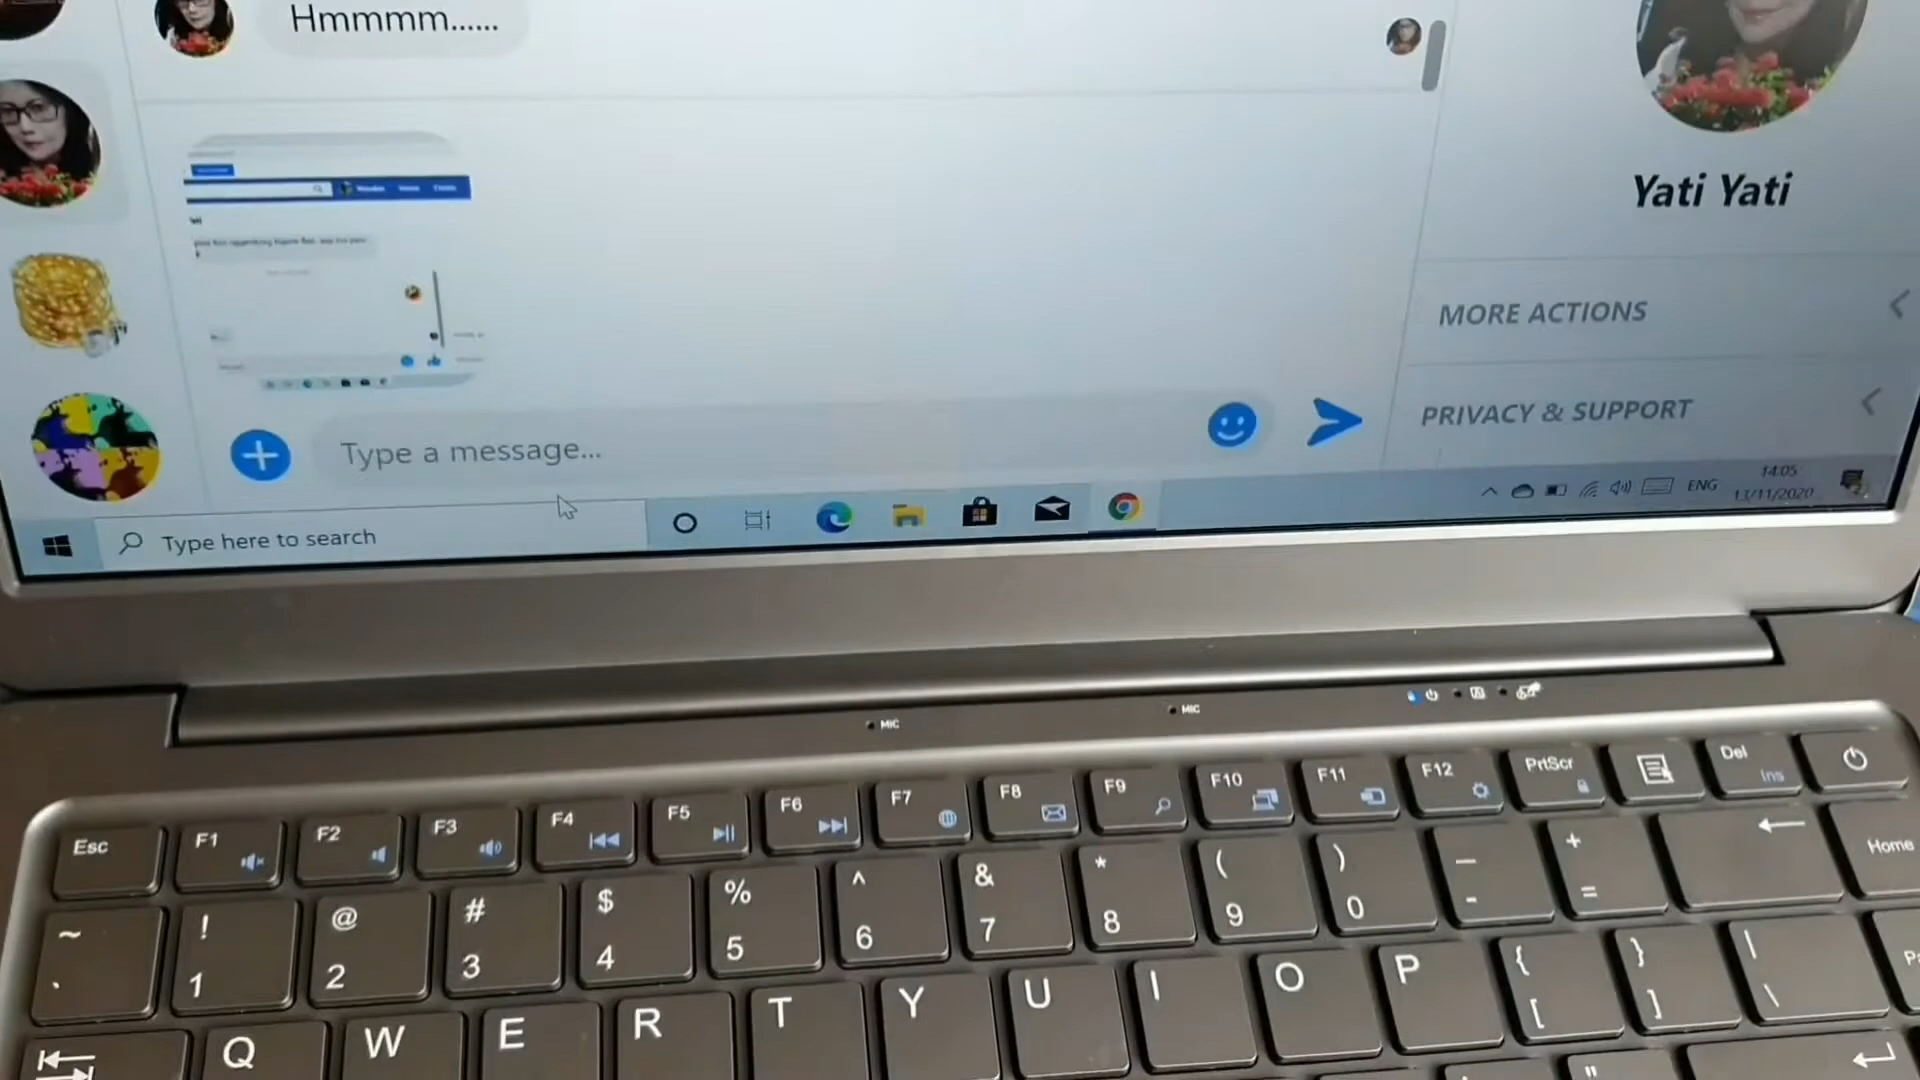 Hmmmm......
Yati Yati
MORE ACTIONS
PRIVACY & SUPPORT
Type a message...
Type here to search
ENG
14:05
13/11/2020
MIC
MIC
Esc
F1
F2
F3
F4
F5
F6
F7
F8
F9
F10
F11
F12
PrtScr
Del
Ins
~
!
@
#
$
%
^
&
*
(
)
—
+
Home
1
2
3
4
5
6
7
8
9
0
-
=
Q
W
E
R
T
Y
U
I
O
P
{
[
}
]
|
\
"